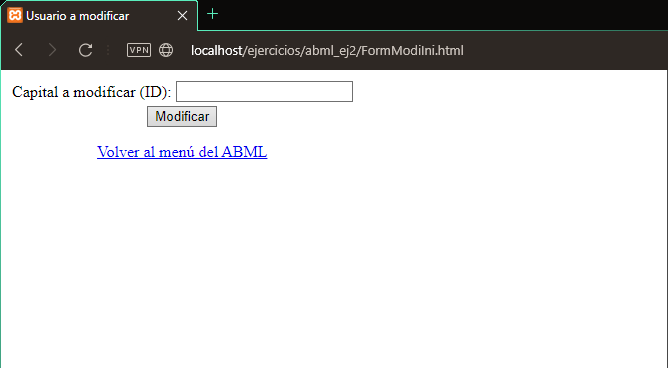 Usuario a modificar
VPN
localhost/ejercicios/abml_ej2/FormModiIni.html
Capital a modificar (ID):
Modificar
Volver al menú del ABML